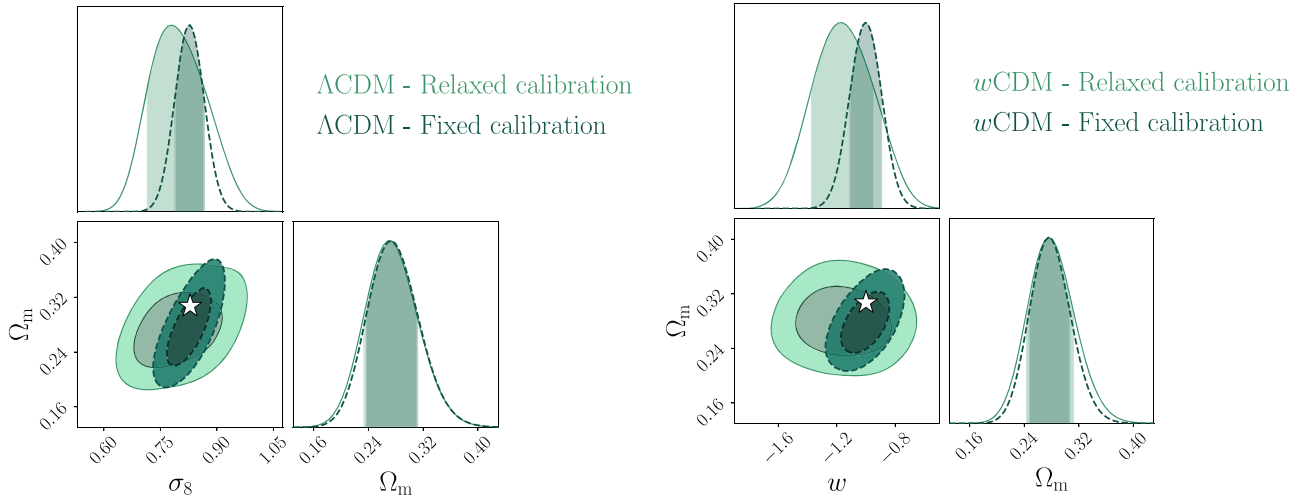 ΛCDM - Relaxed calibration
ΛCDM - Fixed calibration
0.40
0.32
0.24
0.16
Ωm
0.60
0.75
0.90
1.05
σ8
0.16
0.24
0.32
0.40
Ωm
wCDM - Relaxed calibration
wCDM - Fixed calibration
0.40
0.32
0.24
0.16
Ωm
−1.6
−1.2
−0.8
w
0.16
0.24
0.32
0.40
Ωm